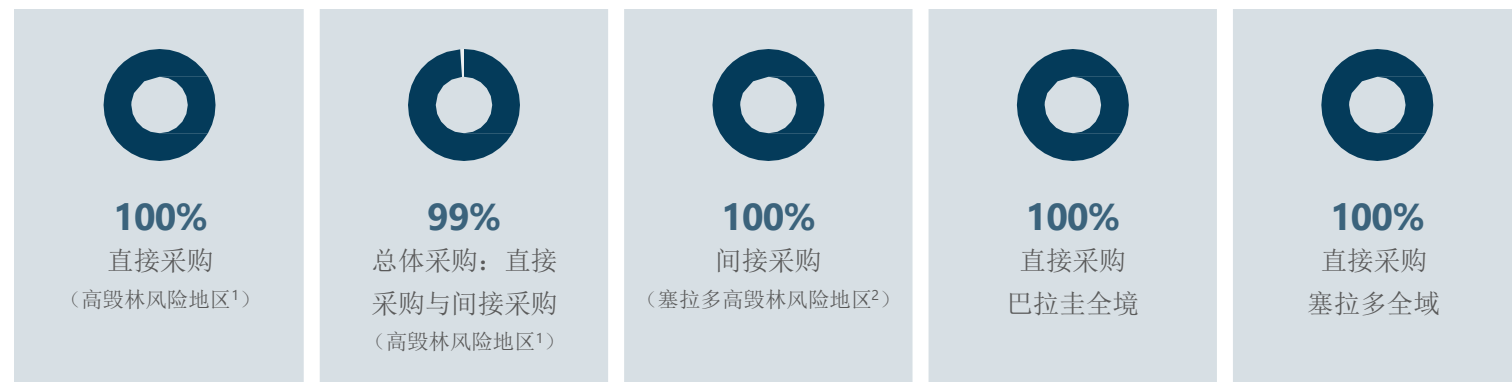 100%
直接采购
（高毁林风险地区¹）
99%
总体采购：直接
采购与间接采购
（高毁林风险地区¹）
100%
间接采购
（塞拉多高毁林风险地区²）
100%
直接采购
巴拉圭全境
100%
直接采购
塞拉多全域